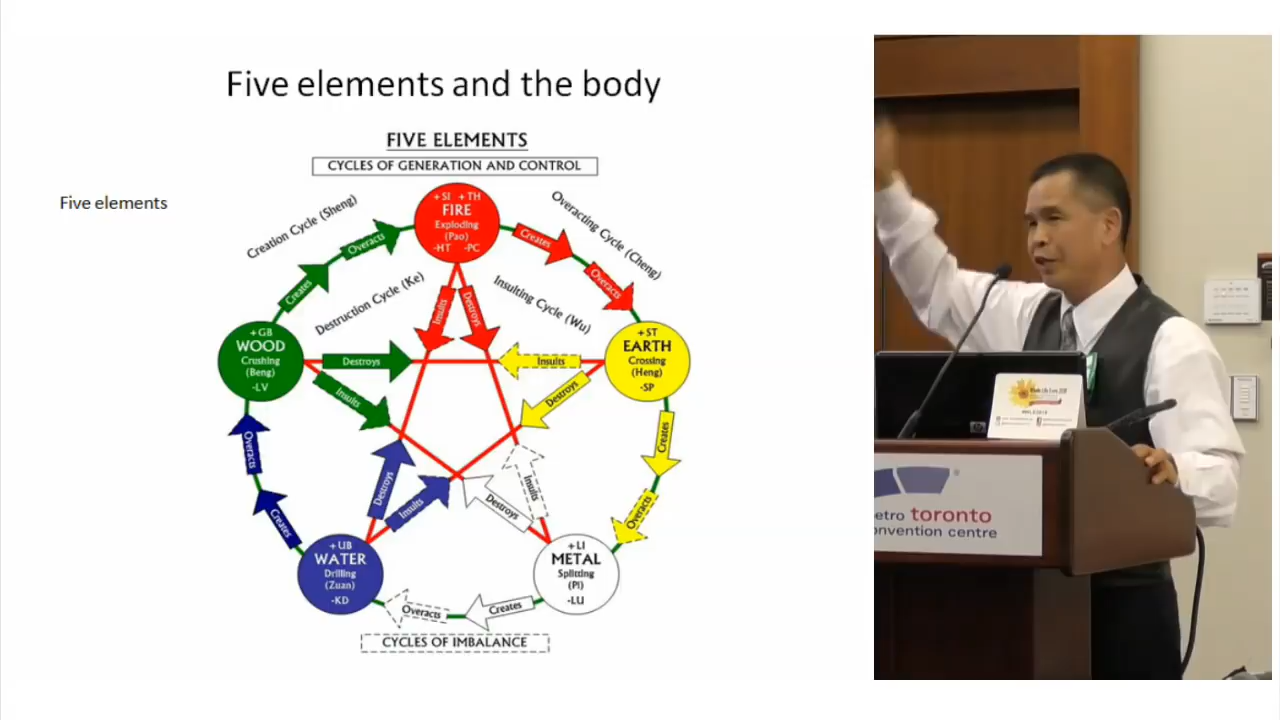 Five elements and the body
FIVE ELEMENTS
CYCLES OF GENERATION AND CONTROL
Five elements
Creation Cycle (Sheng)
Overacting Cycle (Cheng)
Destruction Cycle (Ke)
Insulting Cycle (Wu)
+SI +TH
FIRE
Exploding
(Pao)
-HT -PC
Creates
Overacts
Insults
Destroys
Creates
Overacts
+GB
WOOD
Crushing
(Beng)
-LV
Destroys
Insults
+ST
EARTH
Crossing
(Heng)
-SP
Insults
Destroys
Creates
Overacts
Overacts
Creates
Destroys
Insults
Insults
Destroys
+UB
WATER
Drilling
(Zuan)
-KD
+LI
METAL
Splitting
(Pi)
-LU
Overacts
Creates
CYCLES OF IMBALANCE
etro toronto
onvention centre
hp